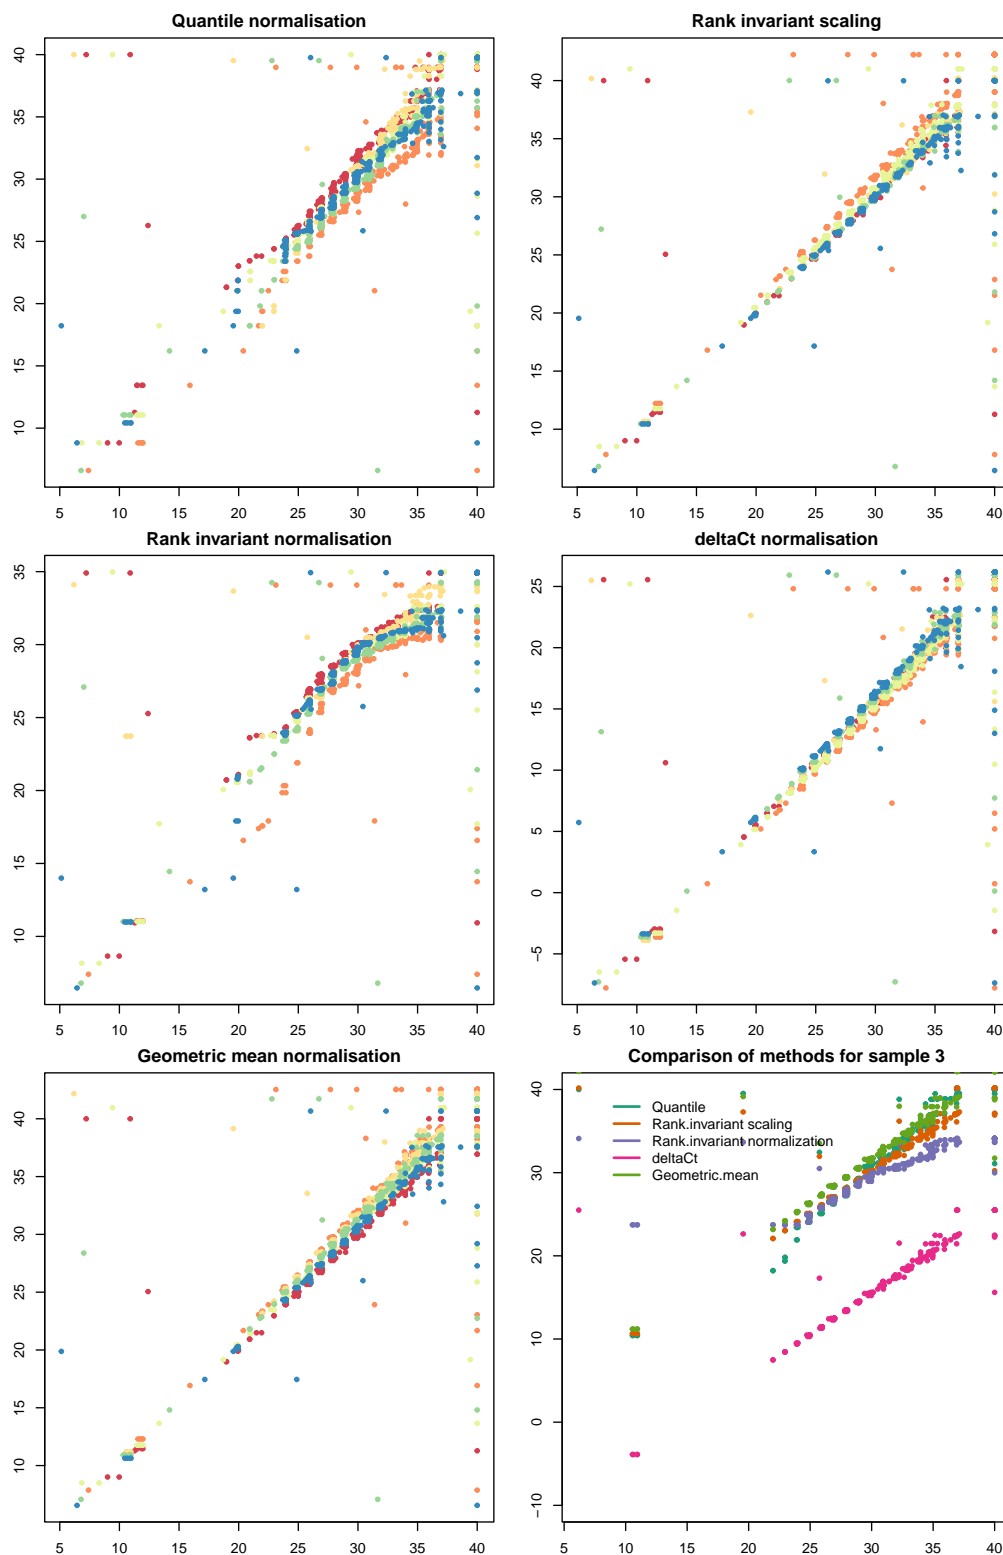 Quantile normalisation
40
35
30
25
20
15
10
5 10 15 20 25 30 35 40
Rank invariant scaling
40
35
30
25
20
15
10
5 10 15 20 25 30 35 40
Rank invariant normalisation
35
30
25
20
15
10
5 10 15 20 25 30 35 40
deltaCt normalisation
25
20
15
10
5
0
−5
5 10 15 20 25 30 35 40
Geometric mean normalisation
40
35
30
25
20
15
10
5 10 15 20 25 30 35 40
Comparison of methods for sample 3
40
30
20
10
0
−10
Quantile
Rank.invariant scaling
Rank.invariant normalization
deltaCt
Geometric.mean
5 10 15 20 25 30 35 40